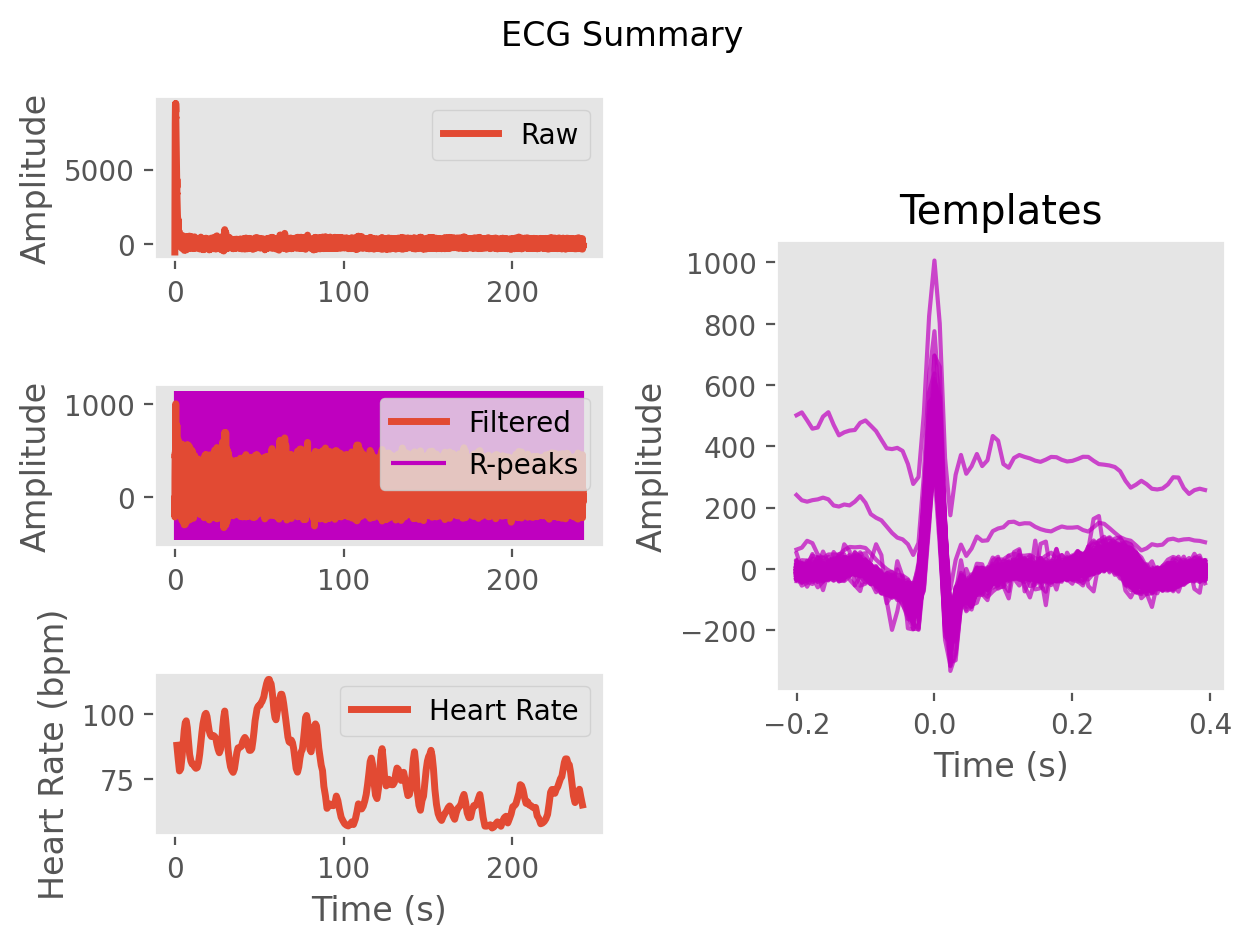 ECG Summary
Amplitude
5000
0
Raw
0 100 200
Amplitude
1000
0
Filtered
R-peaks
0 100 200
Heart Rate (bpm)
100
75
Heart Rate
0 100 200
Time (s)
Templates
Amplitude
1000
800
600
400
200
0
−200
−0.2 0.0 0.2 0.4
Time (s)